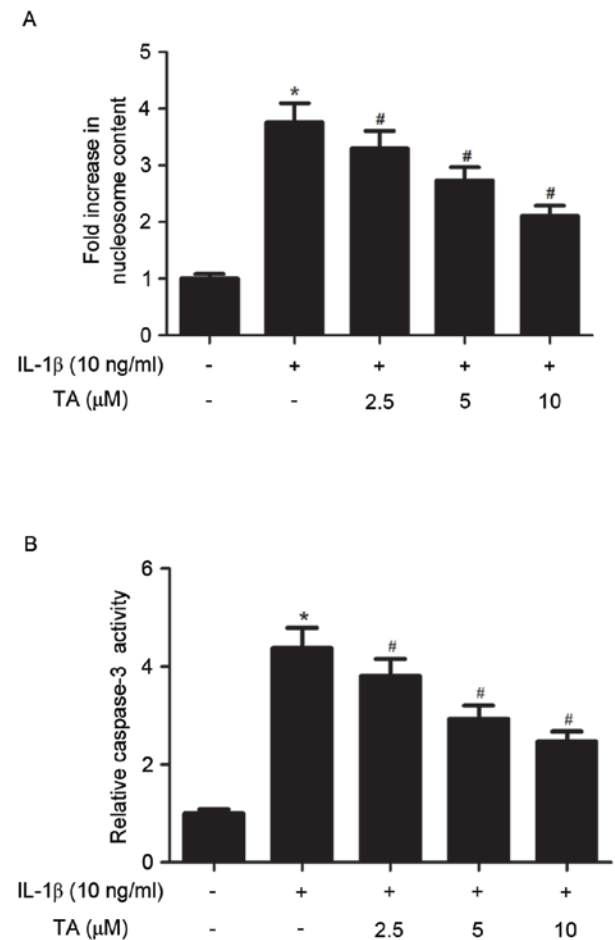 A
Fold increase in
nucleosome content
5
4
3
2
1
0
*
#
#
#
IL-1β (10 ng/ml) - + + + +
TA (μM) - - 2.5 5 10
B
Relative caspase-3 activity
6
4
2
0
*
#
#
#
IL-1β (10 ng/ml) - + + + +
TA (μM) - - 2.5 5 10